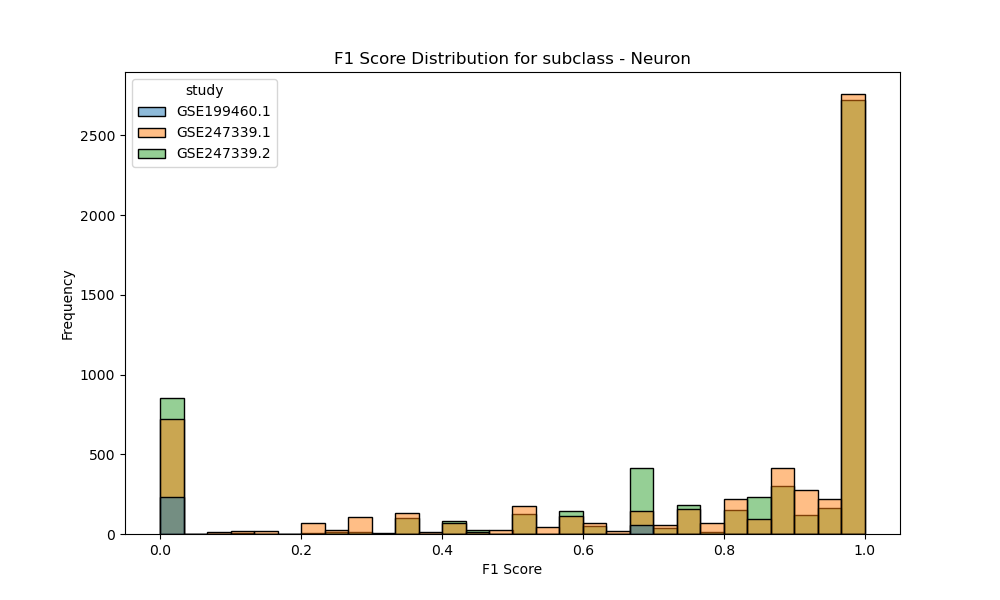 F1 Score Distribution for subclass - Neuron
study
GSE199460.1
GSE247339.1
GSE247339.2
2500
2000
1500
1000
500
0
Frequency
0.0 0.2 0.4 0.6 0.8 1.0
F1 Score